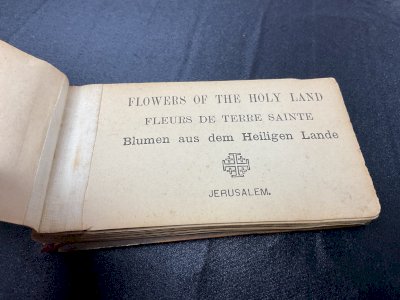 FLOWERS OF THE HOLY LAND
FLEURS DE TERRE SAINTE
Blumen aus dem Heiligen Lande
JERUSALEM.